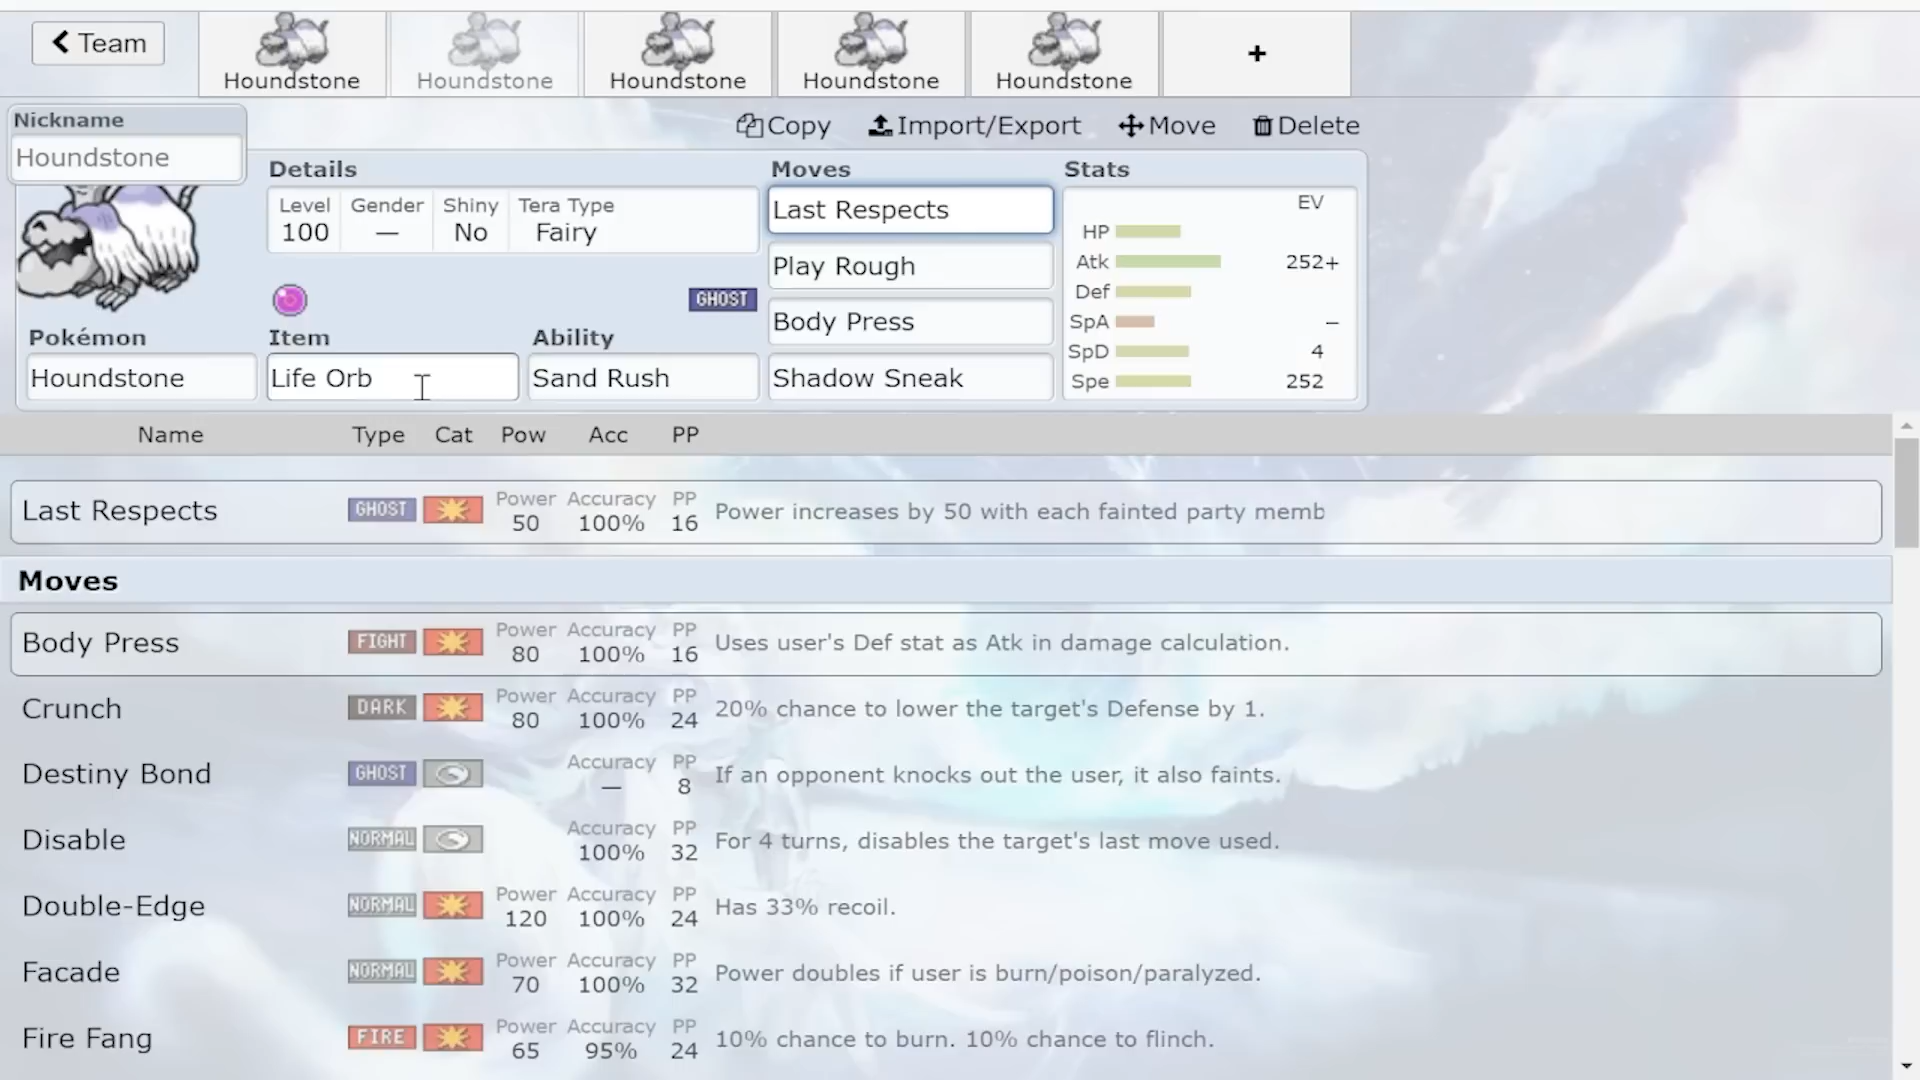 Team
Houndstone
Houndstone
Houndstone
Houndstone
Houndstone
+
Nickname
Houndstone
Copy
Import/Export
Move
Delete
Details
Moves
Stats
Level
100
Gender
—
Shiny
No
Tera Type
Fairy
GHOST
Pokémon
Houndstone
Item
Life Orb
Ability
Sand Rush
Last Respects
Play Rough
Body Press
Shadow Sneak
EV
HP
Atk 252+
Def
SpA –
SpD 4
Spe 252
Name Type Cat Pow Acc PP
Last Respects GHOST Power 50 Accuracy 100% PP 16 Power increases by 50 with each fainted party memb
Moves
Body Press FIGHT Power 80 Accuracy 100% PP 16 Uses user's Def stat as Atk in damage calculation.
Crunch DARK Power 80 Accuracy 100% PP 24 20% chance to lower the target's Defense by 1.
Destiny Bond GHOST Accuracy — PP 8 If an opponent knocks out the user, it also faints.
Disable NORMAL Accuracy 100% PP 32 For 4 turns, disables the target's last move used.
Double-Edge NORMAL Power 120 Accuracy 100% PP 24 Has 33% recoil.
Facade NORMAL Power 70 Accuracy 100% PP 32 Power doubles if user is burn/poison/paralyzed.
Fire Fang FIRE Power 65 Accuracy 95% PP 24 10% chance to burn. 10% chance to flinch.